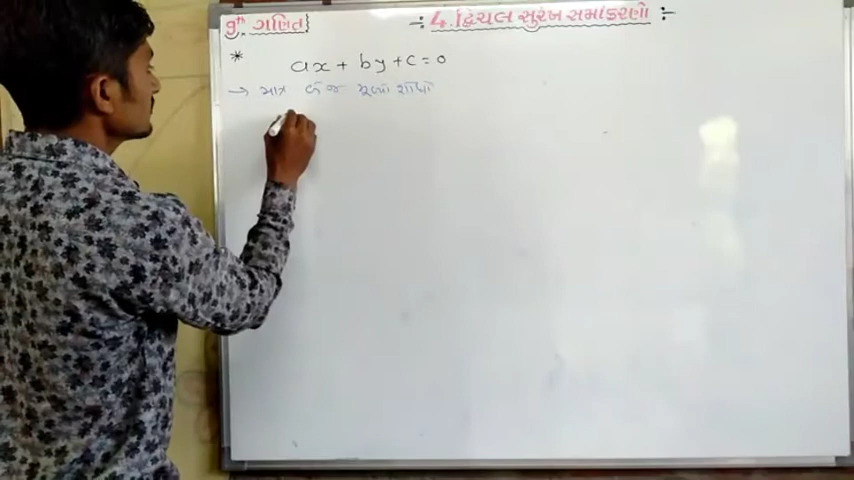 9th ગણિત
-:- 4. દ્વિચલ સુરેખ સમીકરણો -:-
* ax + by + c = 0
→ માત્ર બે જ મૂલ્યો શોધો